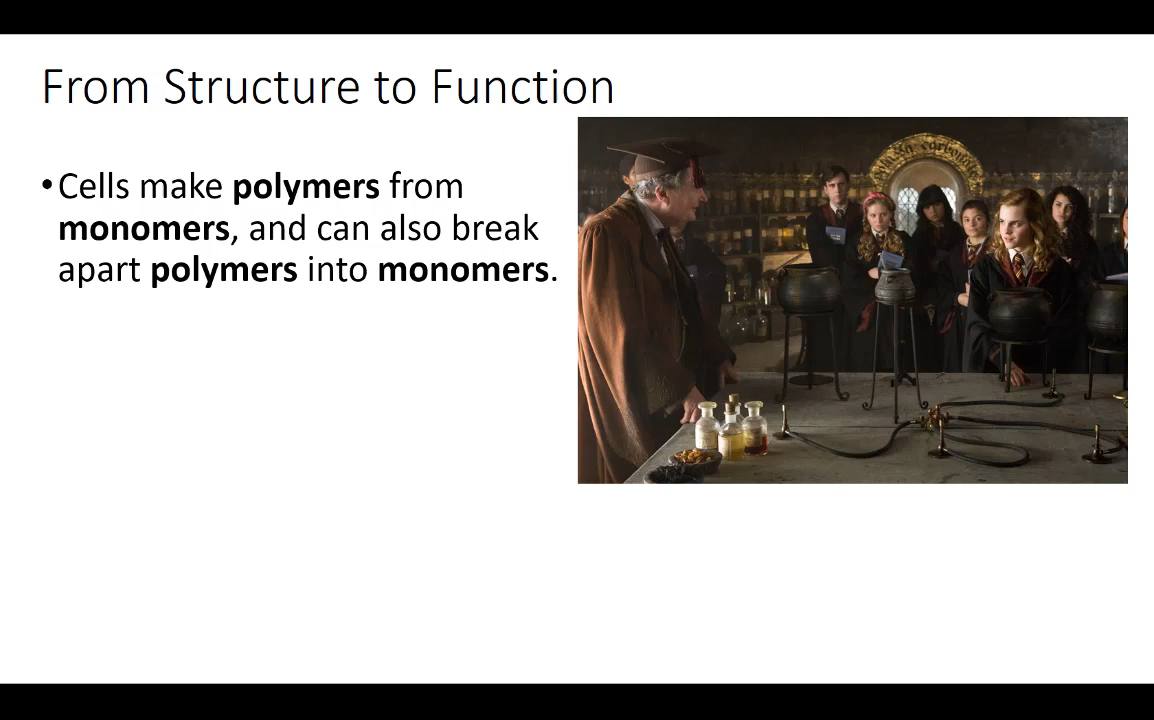 From Structure to Function
•Cells make polymers from
monomers, and can also break
apart polymers into monomers.